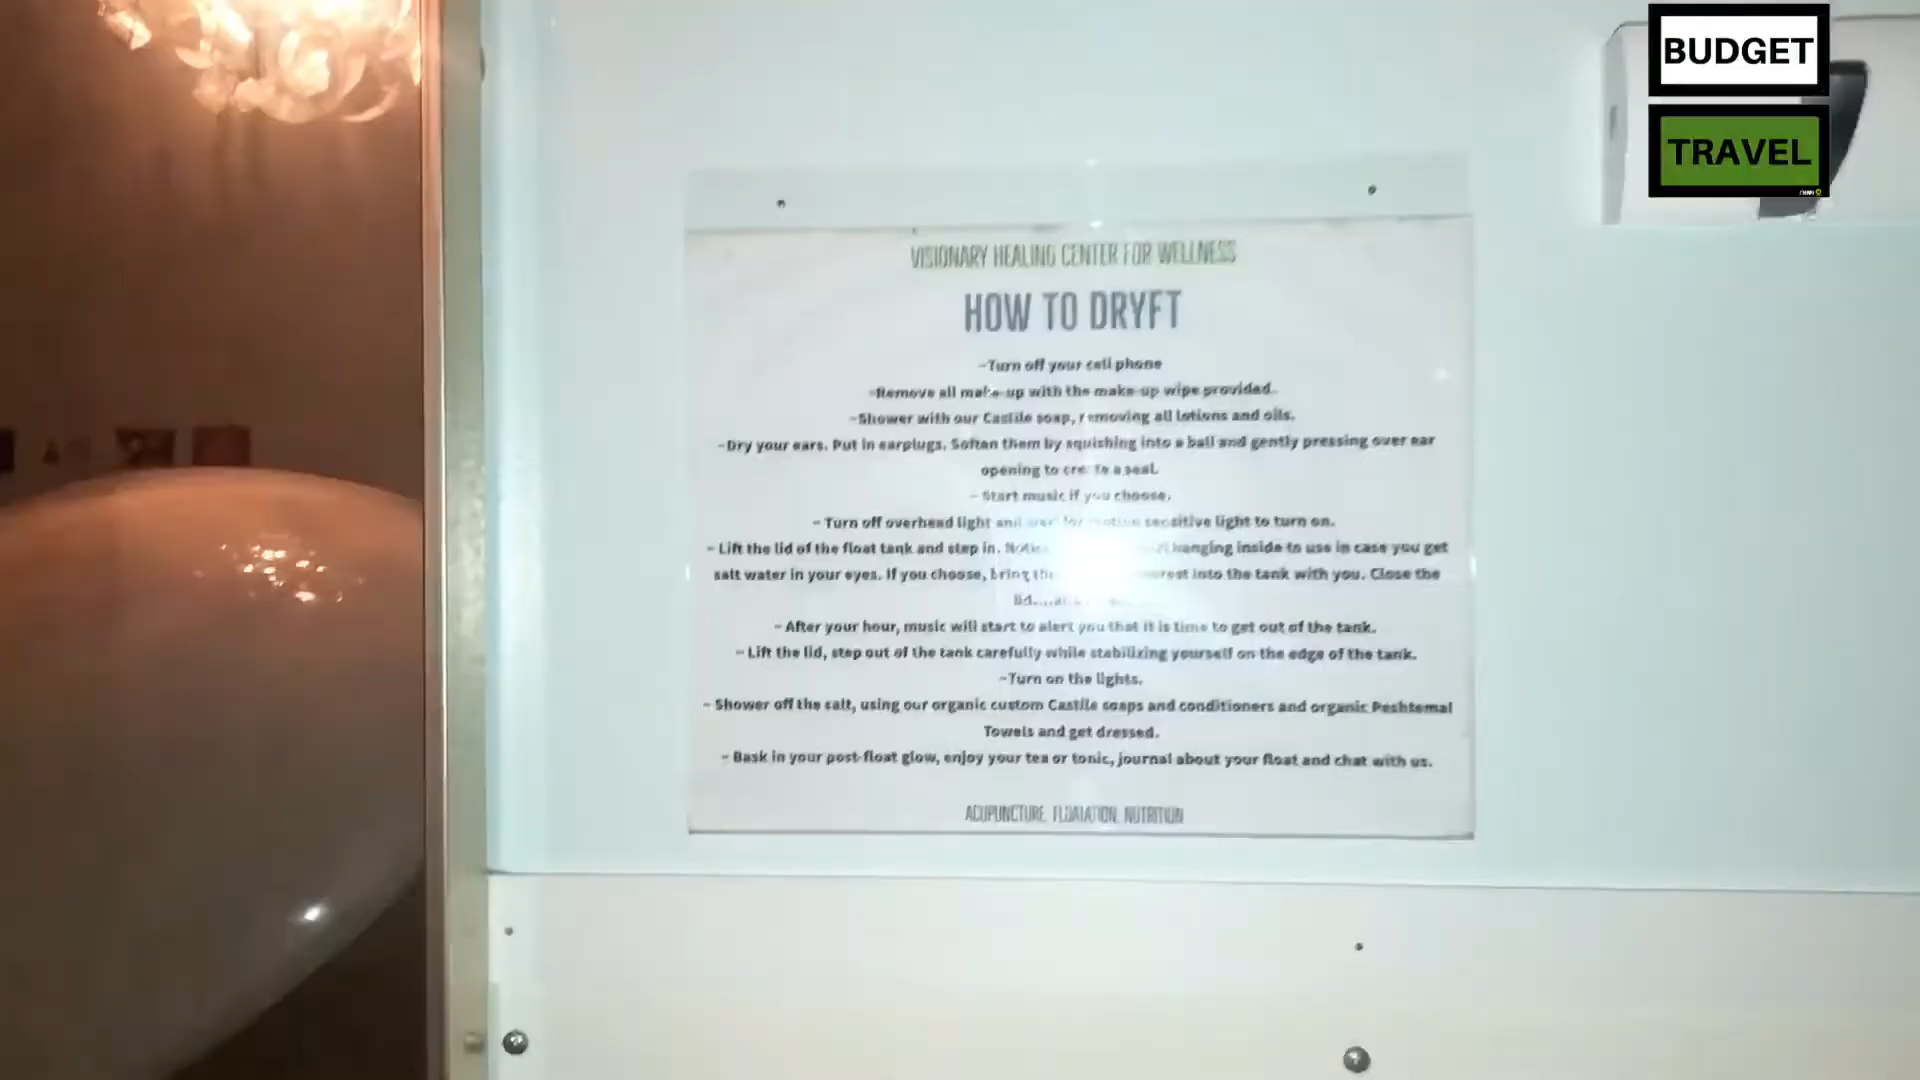 BUDGET
TRAVEL
VISIONARY HEALING CENTER FOR WELLNESS
HOW TO DRYFT
-Turn off your cell phone
-Remove all make-up with the make-up wipe provided.
-Shower with our Castile soap, removing all lotions and oils.
-Dry your ears. Put in earplugs. Soften them by squishing into a ball and gently pressing over ear
opening to create a seal.
- Start music if you choose.
- Turn off overhead light and sensitive light to turn on.
- Lift the lid of the float tank and step in. hanging inside to use in case you get
salt water in your eyes. If you choose, bring into the tank with you. Close the
lid....
- After your hour, music will start to alert you that it is time to get out of the tank.
- Lift the lid, step out of the tank carefully while stabilizing yourself on the edge of the tank.
-Turn on the lights.
- Shower off the salt, using our organic custom Castile soaps and conditioners and organic Peshtemal
Towels and get dressed.
- Bask in your post-float glow, enjoy your tea or tonic, journal about your float and chat with us.
ACUPUNCTURE. FLOATATION. NUTRITION